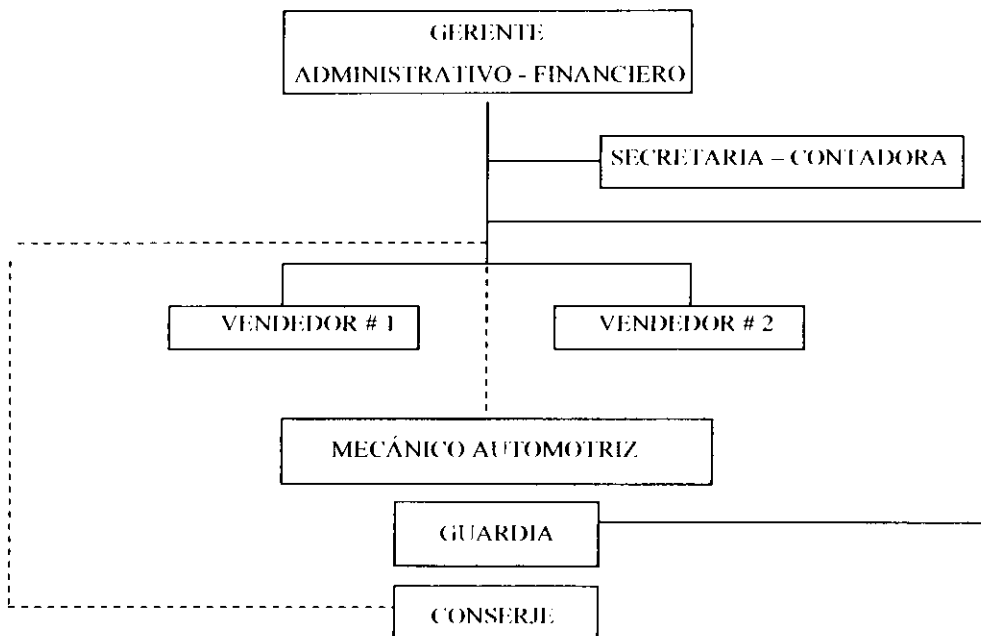 GERENTE
ADMINISTRATIVO - FINANCIERO
SECRETARIA – CONTADORA
VENDEDOR # 1
VENDEDOR # 2
MECÁNICO AUTOMOTRIZ
GUARDIA
CONSERJE